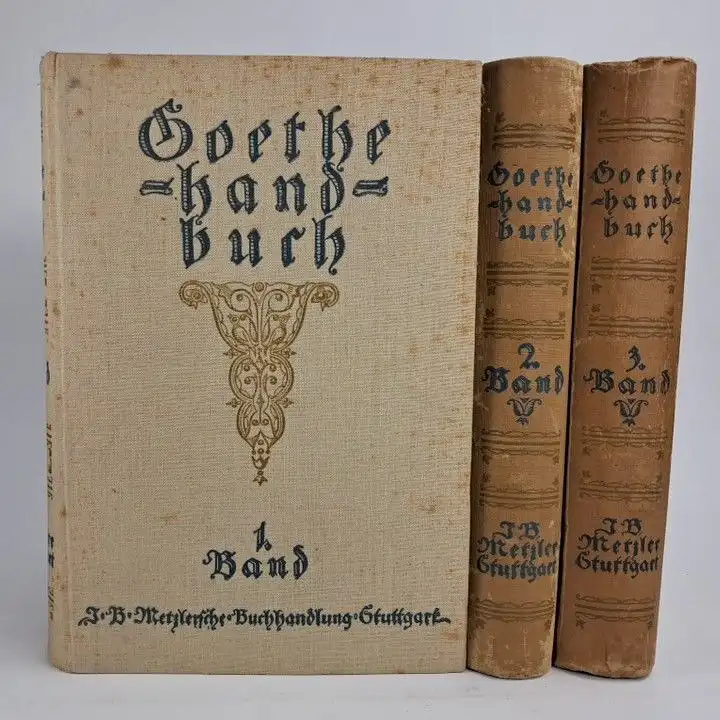 Goethe
=hand=
buch
1.
Band
J·B·Metzlersche·Buchhandlung·Stuttgart
Goethe
=hand=
buch
2.
Band
J B
Metzler
Stuttgart
Goethe
=hand=
buch
3.
Band
J B
Metzler
Stuttgart